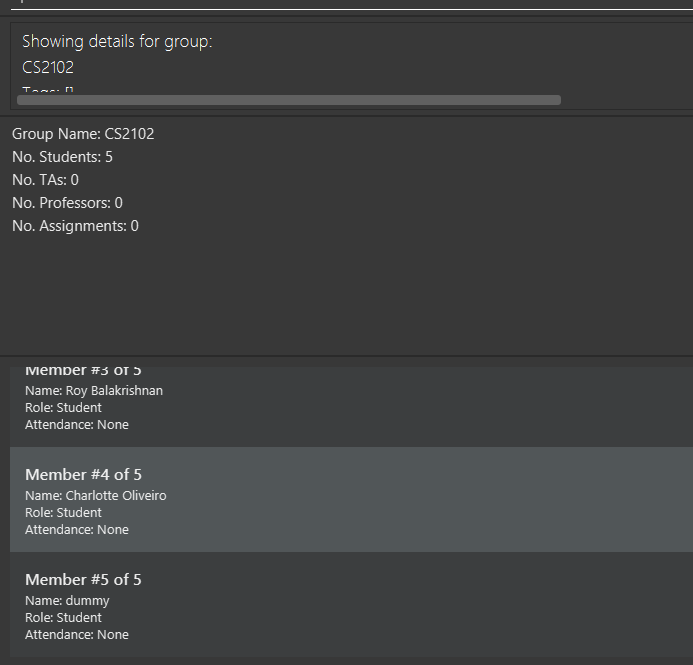 Showing details for group:
CS2102
Tags: []
Group Name: CS2102
No. Students: 5
No. TAs: 0
No. Professors: 0
No. Assignments: 0
Member #3 of 5
Name: Roy Balakrishnan
Role: Student
Attendance: None
Member #4 of 5
Name: Charlotte Oliveiro
Role: Student
Attendance: None
Member #5 of 5
Name: dummy
Role: Student
Attendance: None